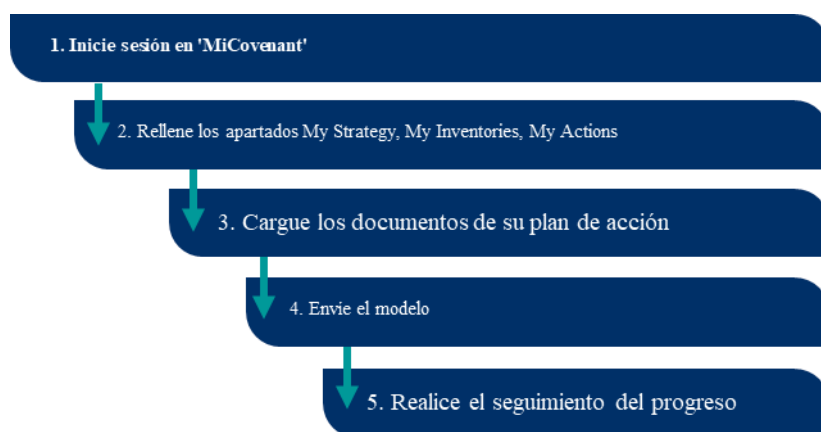 1. Inicie sesión en 'MiCovenant'
2. Rellene los apartados My Strategy, My Inventories, My Actions
3. Cargue los documentos de su plan de acción
4. Envíe el modelo
5. Realice el seguimiento del progreso